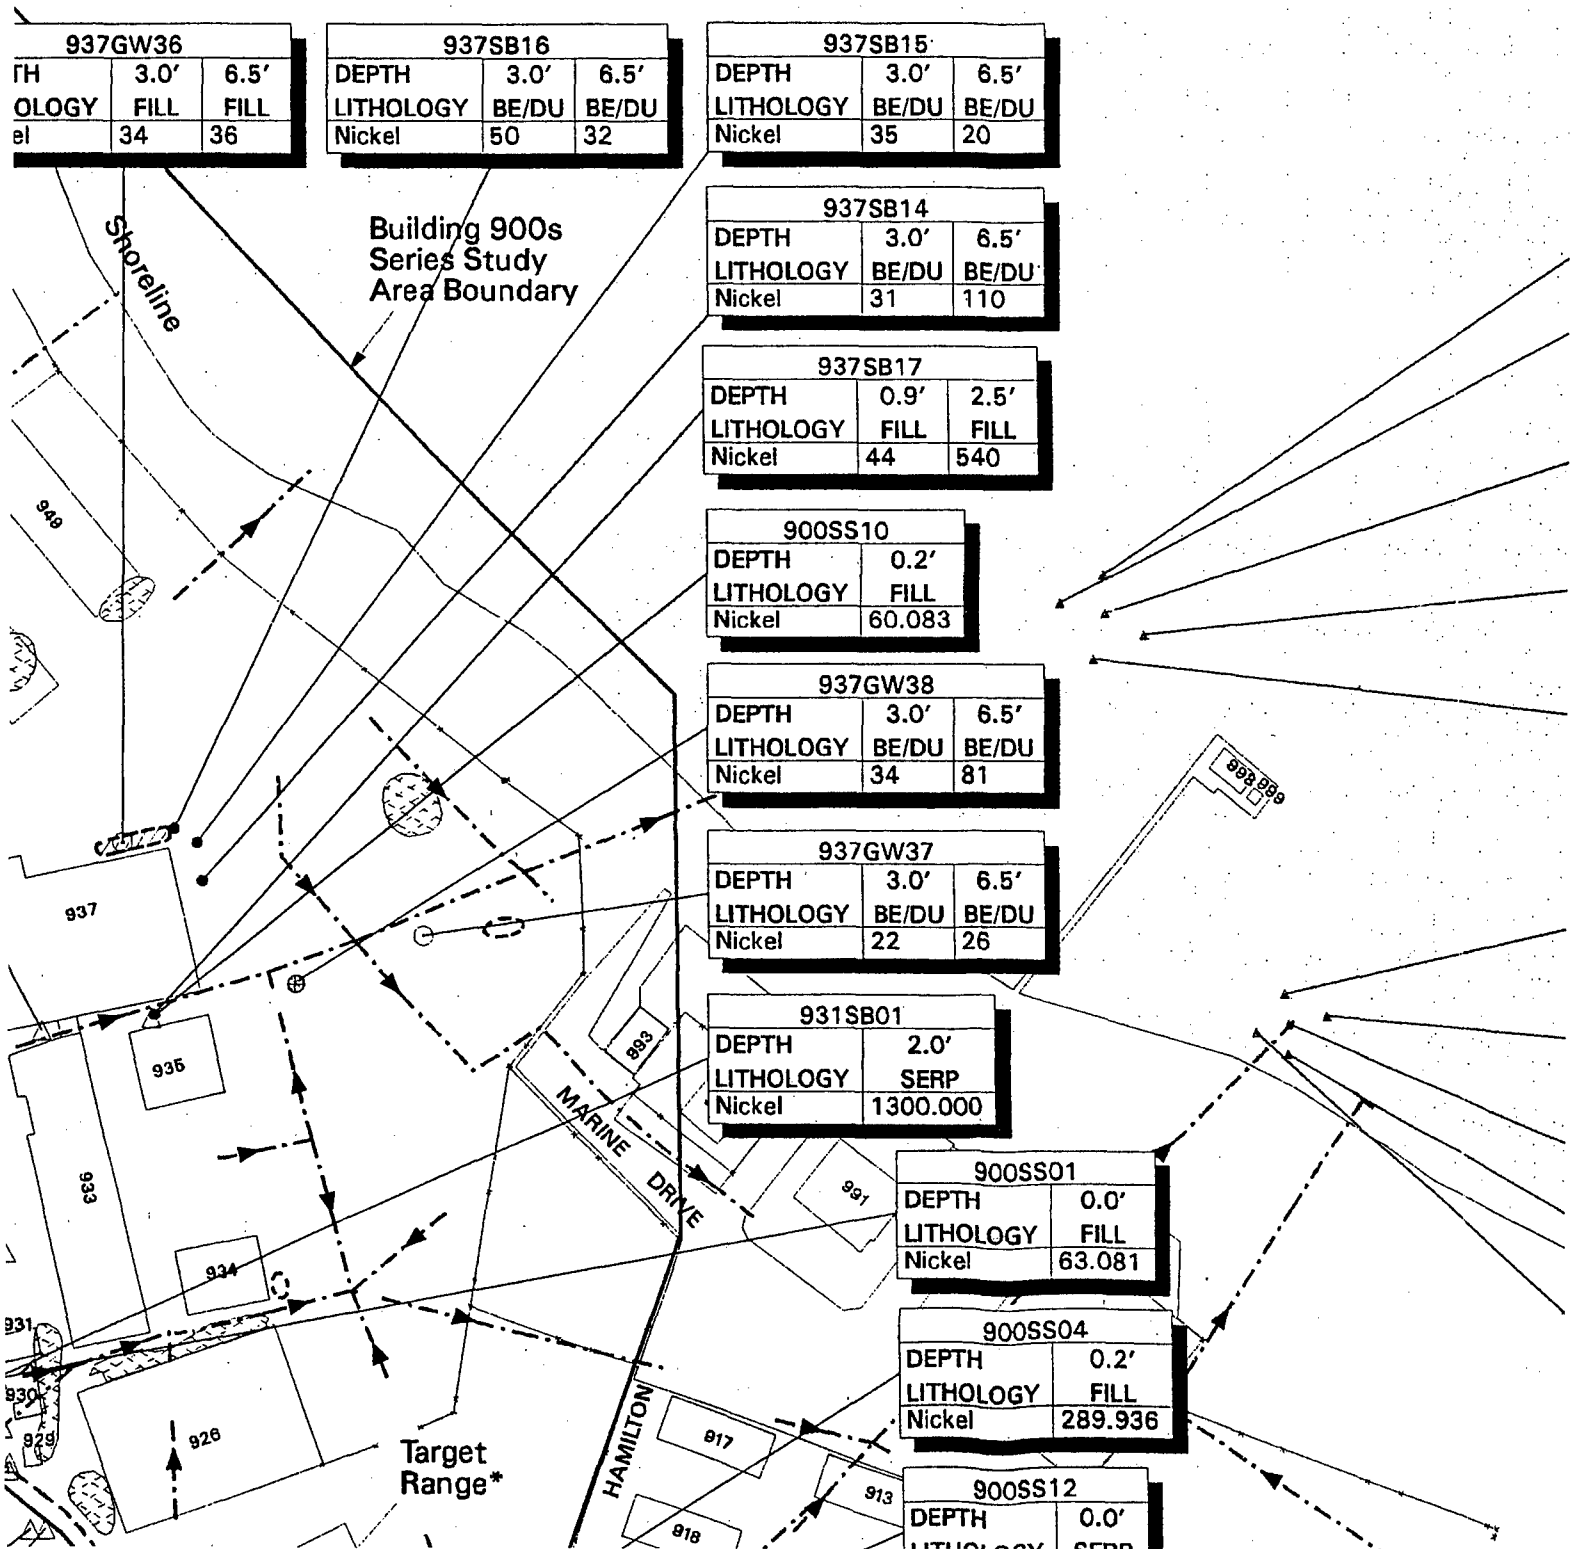 937GW36
TH 3.0′ 6.5′
OLOGY FILL FILL
el 34 36
937SB16
DEPTH 3.0′ 6.5′
LITHOLOGY BE/DU BE/DU
Nickel 50 32
937SB15
DEPTH 3.0′ 6.5′
LITHOLOGY BE/DU BE/DU
Nickel 35 20
937SB14
DEPTH 3.0′ 6.5′
LITHOLOGY BE/DU BE/DU
Nickel 31 110
Shoreline
Building 900s
Series Study
Area Boundary
937SB17
DEPTH 0.9′ 2.5′
LITHOLOGY FILL FILL
Nickel 44 540
949
900SS10
DEPTH 0.2′
LITHOLOGY FILL
Nickel 60.083
937GW38
DEPTH 3.0′ 6.5′
LITHOLOGY BE/DU BE/DU
Nickel 34 81
998 999
937GW37
DEPTH 3.0′ 6.5′
LITHOLOGY BE/DU BE/DU
Nickel 22 26
937
931SB01
DEPTH 2.0′
LITHOLOGY SERP
Nickel 1300.000
993
935
MARINE DRIVE
933
991
900SS01
DEPTH 0.0′
LITHOLOGY FILL
Nickel 63.081
934
931
900SS04
DEPTH 0.2′
LITHOLOGY FILL
Nickel 289.936
930
929
926
Target
Range*
HAMILTON
917
913
918
900SS12
DEPTH 0.0′
LITHOLOGY SERP